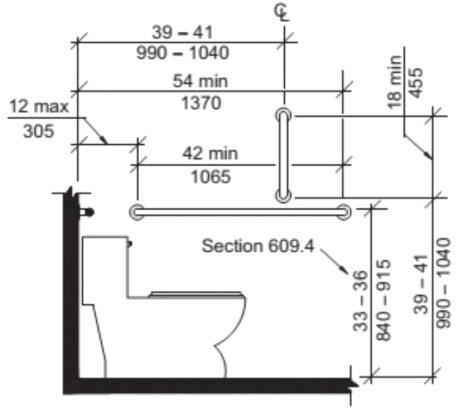 ℄
39 – 41
990 – 1040
54 min
1370
12 max
305
42 min
1065
18 min
455
Section 609.4
33 – 36
840 – 915
39 – 41
990 – 1040